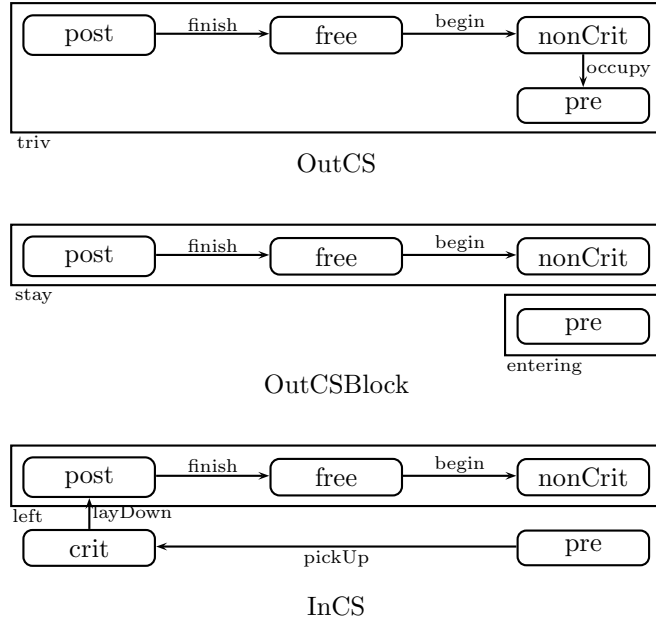 post finish free begin nonCrit
occupy
pre
triv
OutCS
post finish free begin nonCrit
stay
pre
entering
OutCSBlock
post finish free begin nonCrit
left layDown
crit pickUp pre
InCS